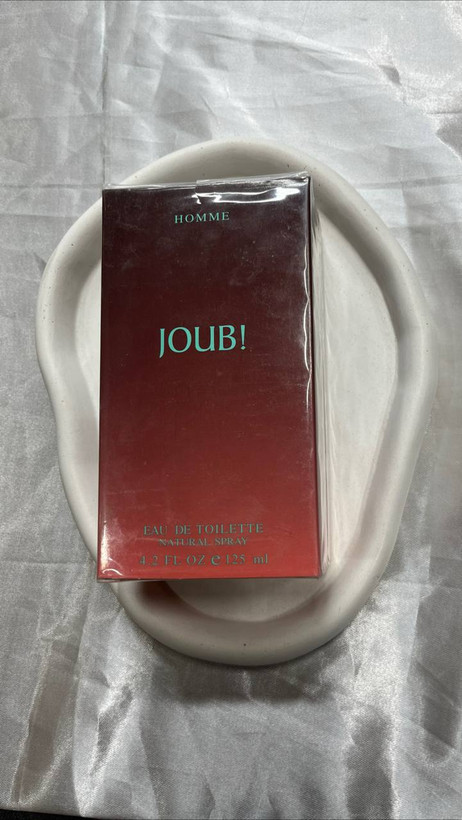 HOMME
JOUB!
EAU DE TOILETTE
NATURAL SPRAY
4.2 FL OZ e 125 mL